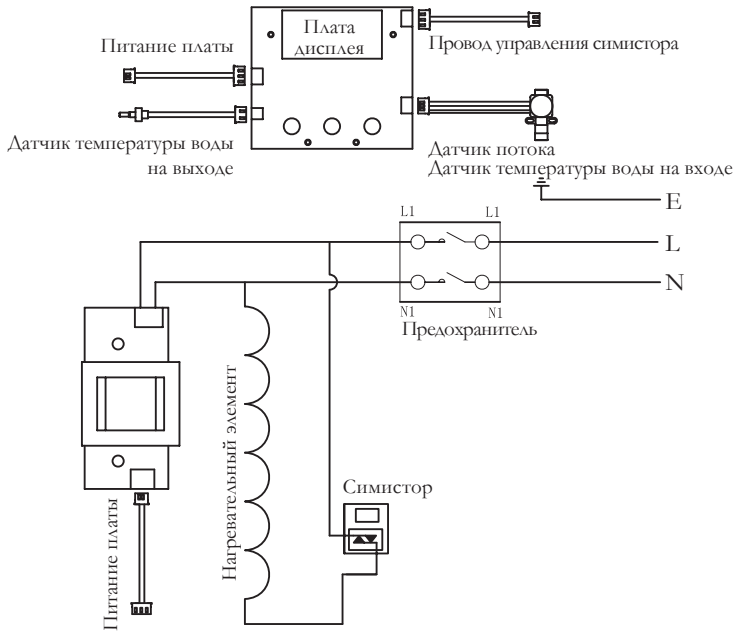 Плата
дисплея
Питание платы
Провод управления симистора
Датчик температуры воды
на выходе
Датчик потока
Датчик температуры воды на входе
E
L1
L1
L
N
N1
N1
Предохранитель
Нагревательный элемент
Симистор
Питание платы